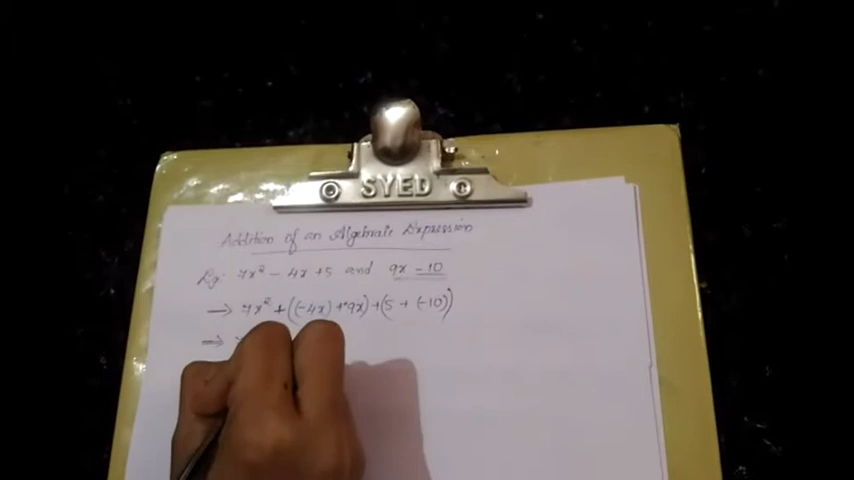 SYED
Addition of an Algebraic Expression
Eg: 7x² - 4x + 5 and 9x - 10
⟹ 7x² + ((-4x) + 9x) + (5 + (-10))
⟹